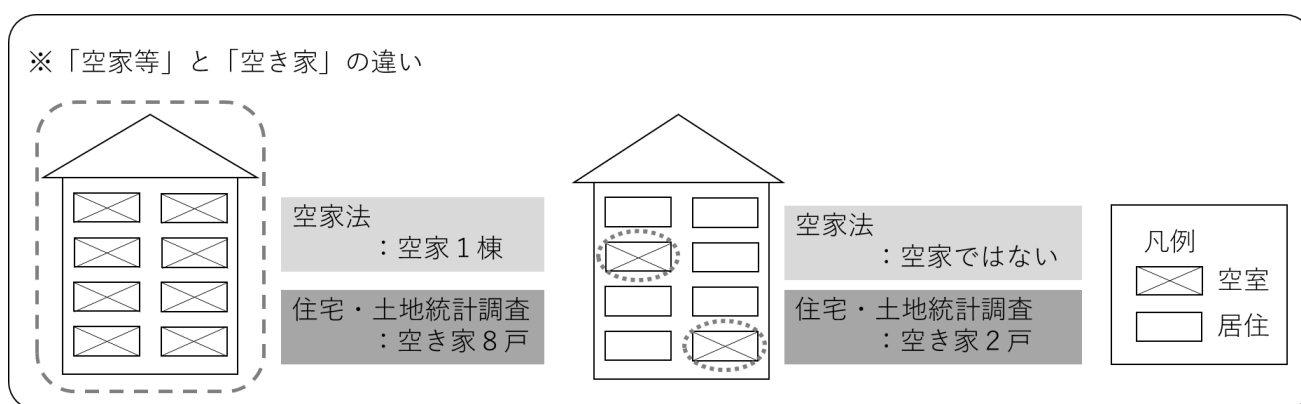 ※「空家等」と「空き家」の違い
空家法
：空家１棟
住宅・土地統計調査
：空き家８戸
空家法
：空家ではない
住宅・土地統計調査
：空き家２戸
凡例
空室
居住